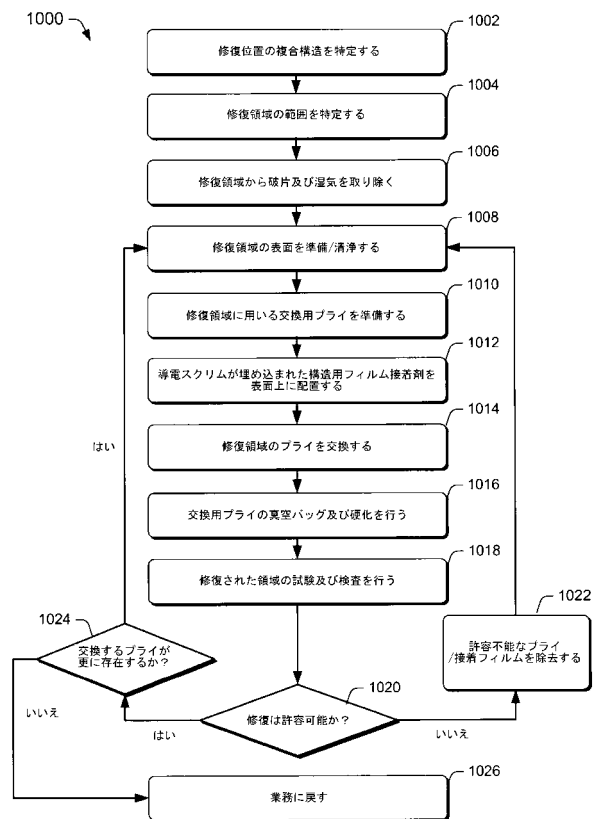 1000
1002
修復位置の複合構造を特定する
1004
修復領域の範囲を特定する
1006
修復領域から破片及び湿気を取り除く
1008
修復領域の表面を準備/清浄する
1010
修復領域に用いる交換用プライを準備する
1012
導電スクリムが埋め込まれた構造用フィルム接着剤を
表面上に配置する
1014
修復領域のプライを交換する
1016
交換用プライの真空バッグ及び硬化を行う
1018
修復された領域の試験及び検査を行う
はい
1024
交換するプライが
更に存在するか？
1022
許容不能なプライ
/接着フィルムを除去する
1020
修復は許容可能か？
いいえ
はい
いいえ
1026
業務に戻す